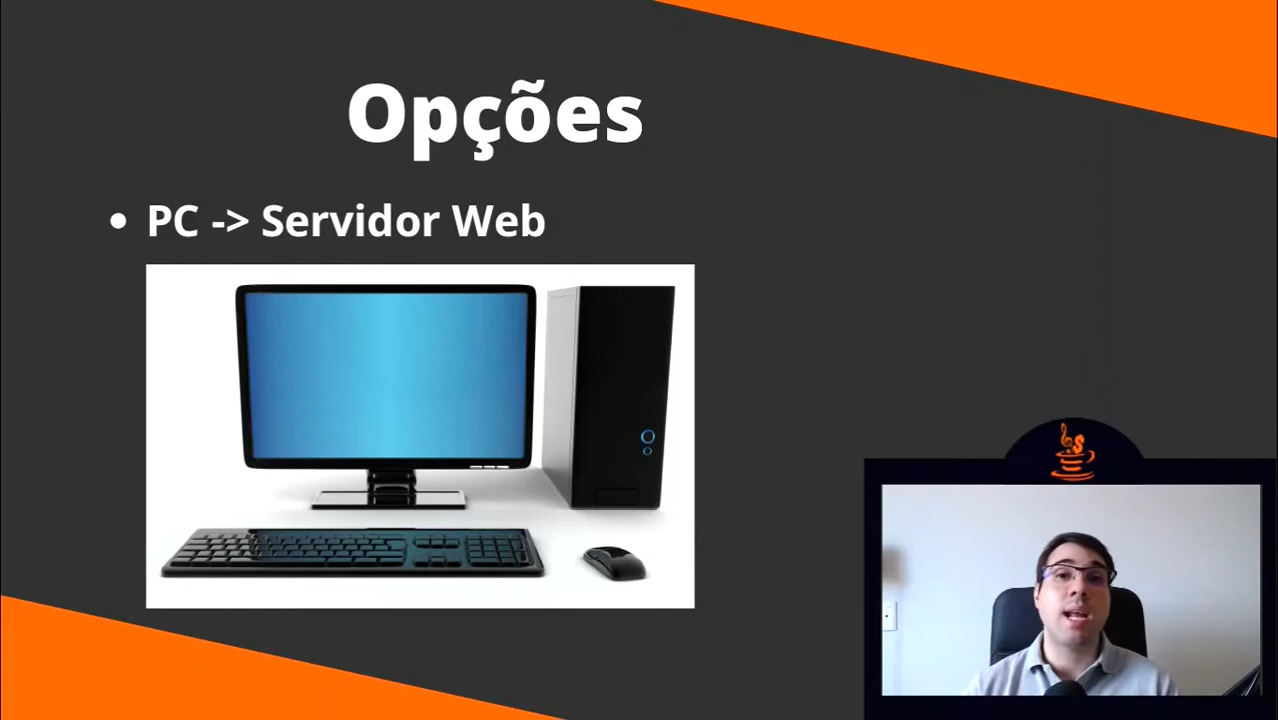 Opções
• PC -> Servidor Web